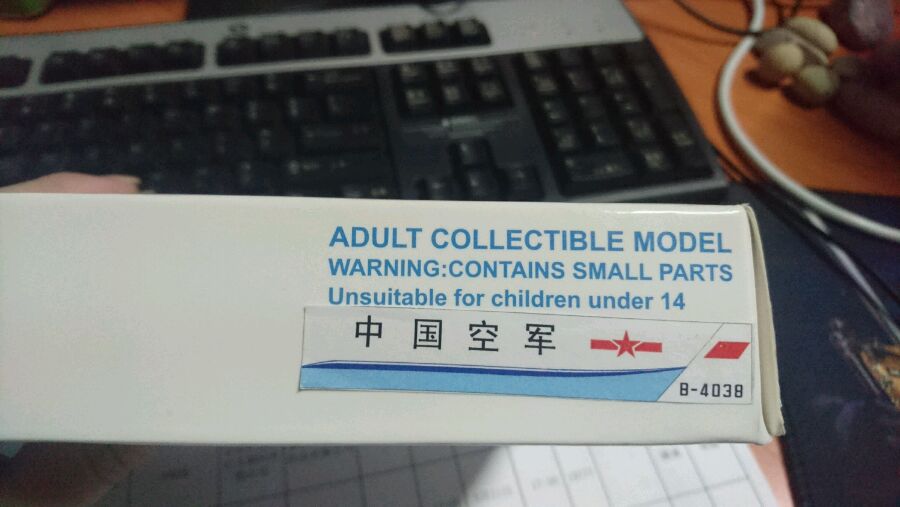 ADULT COLLECTIBLE MODEL
WARNING:CONTAINS SMALL PARTS
Unsuitable for children under 14
中国空军
B-4038